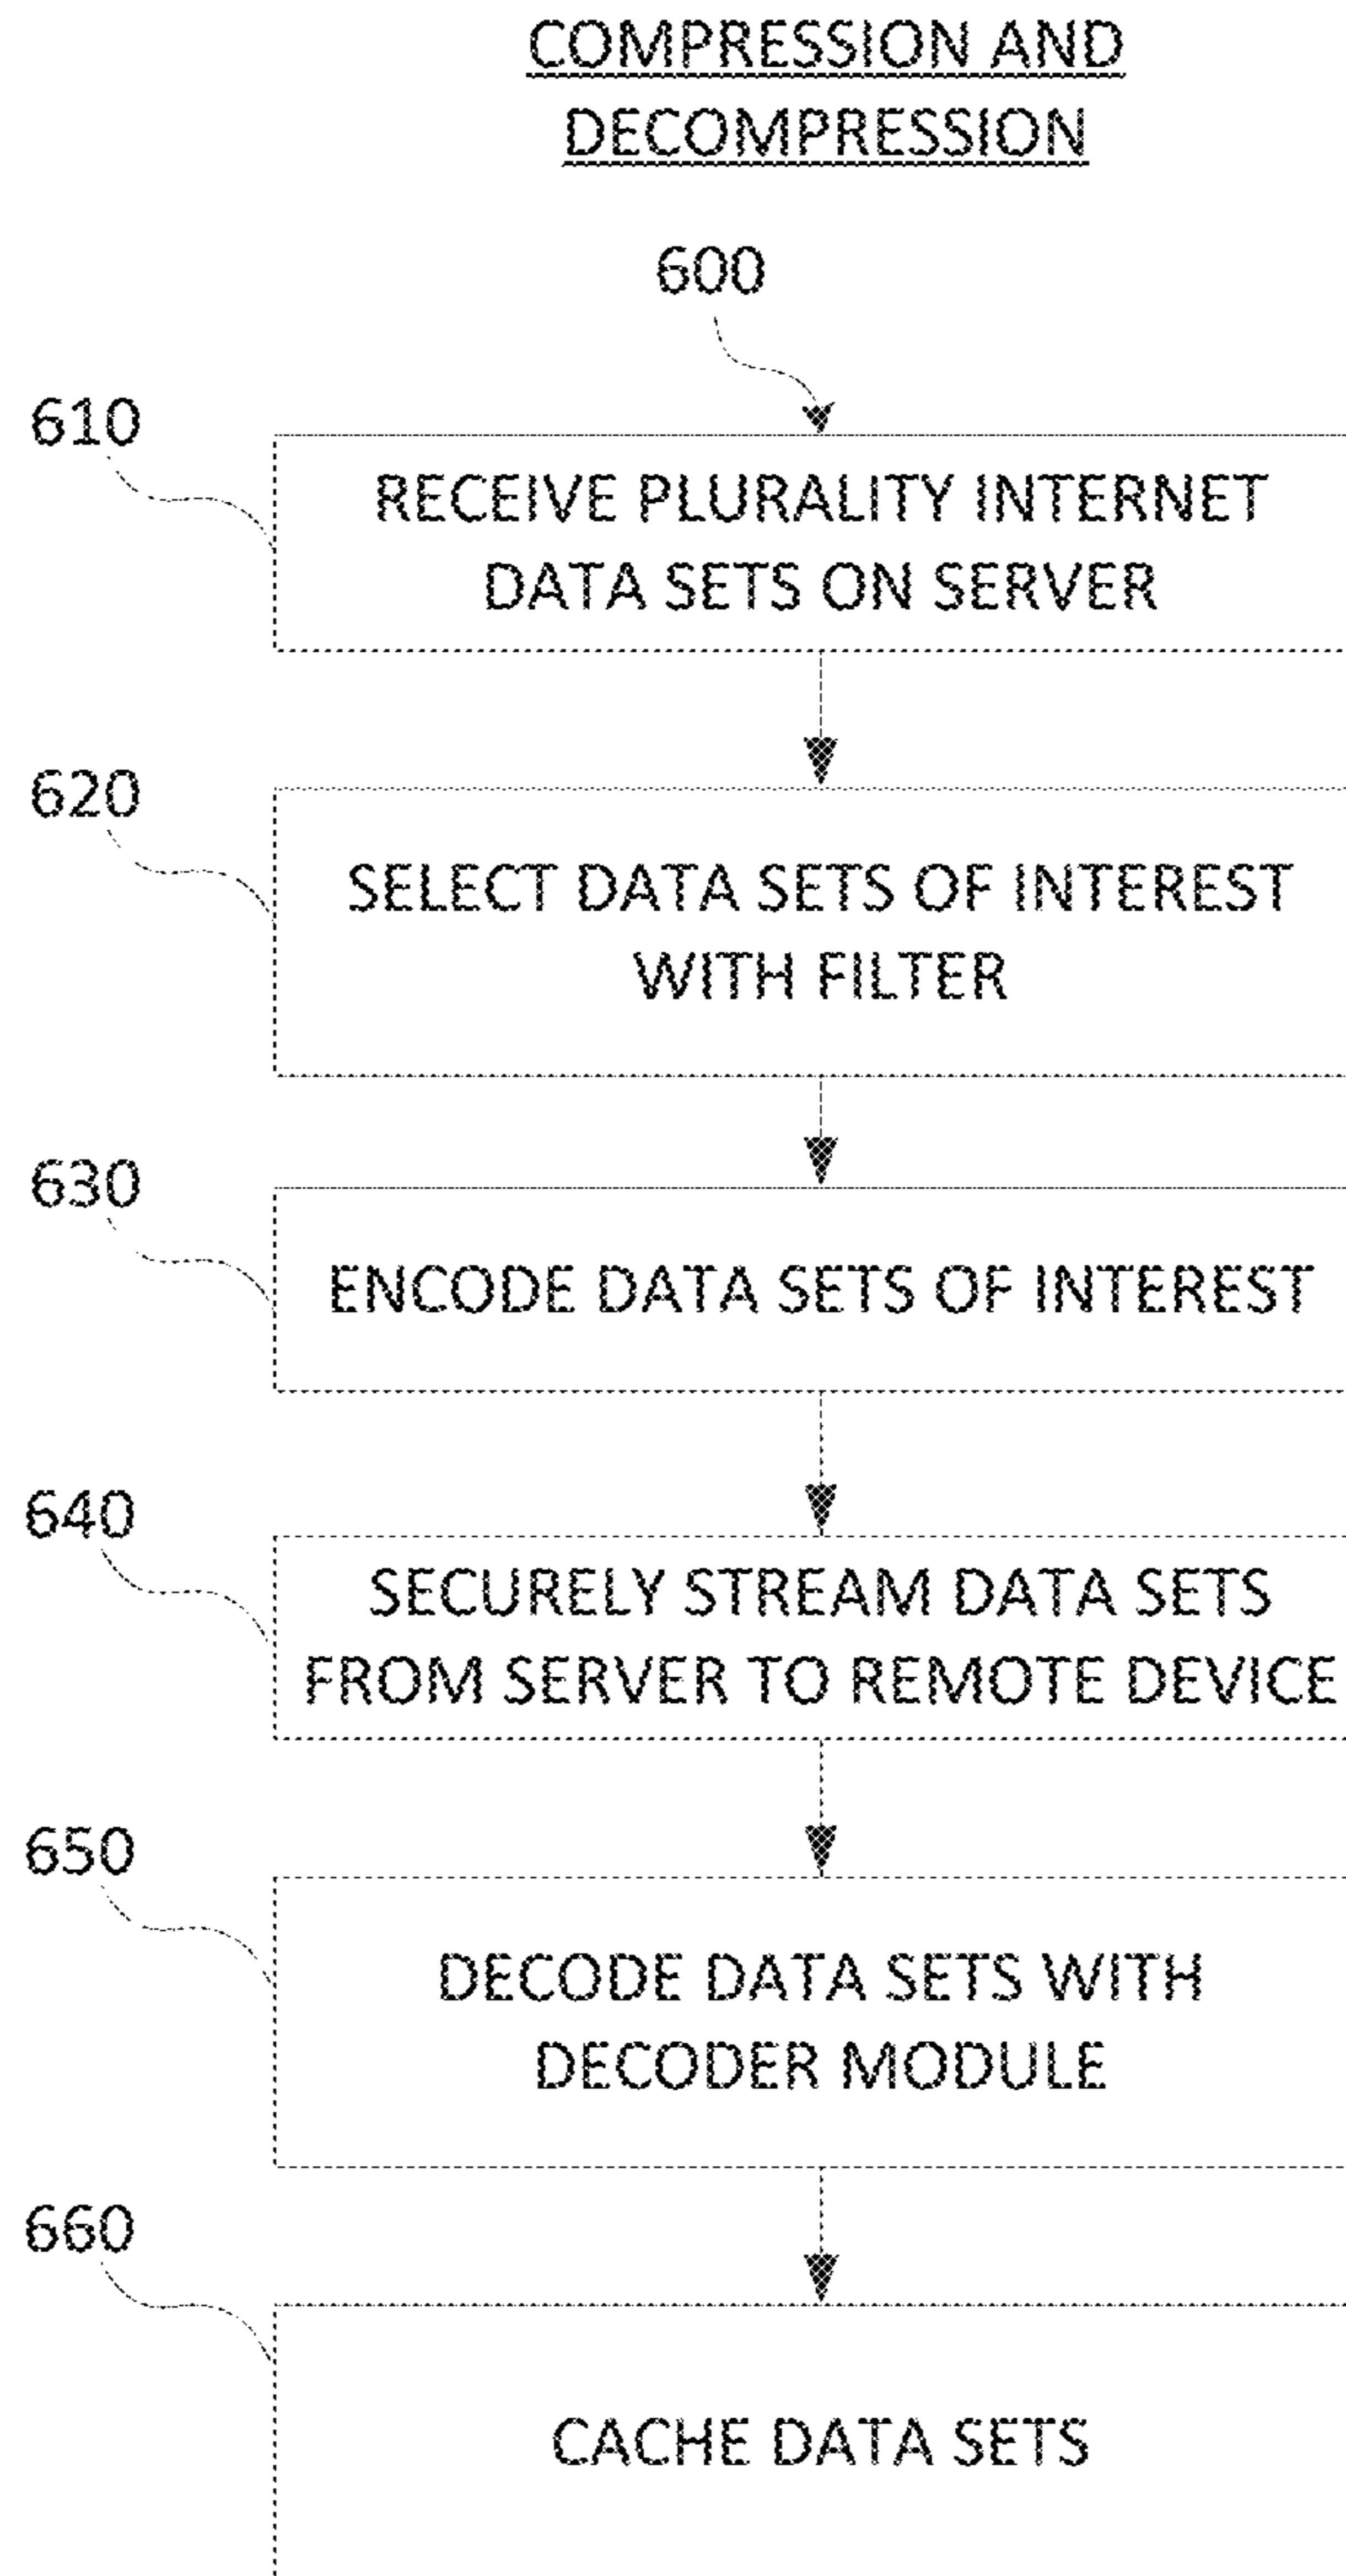 COMPRESSION AND
DECOMPRESSION
600
610
RECEIVE PLURALITY INTERNET
DATA SETS ON SERVER
620
SELECT DATA SETS OF INTEREST
WITH FILTER
630
ENCODE DATA SETS OF INTEREST
640
SECURELY STREAM DATA SETS
FROM SERVER TO REMOTE DEVICE
650
DECODE DATA SETS WITH
DECODER MODULE
660
CACHE DATA SETS